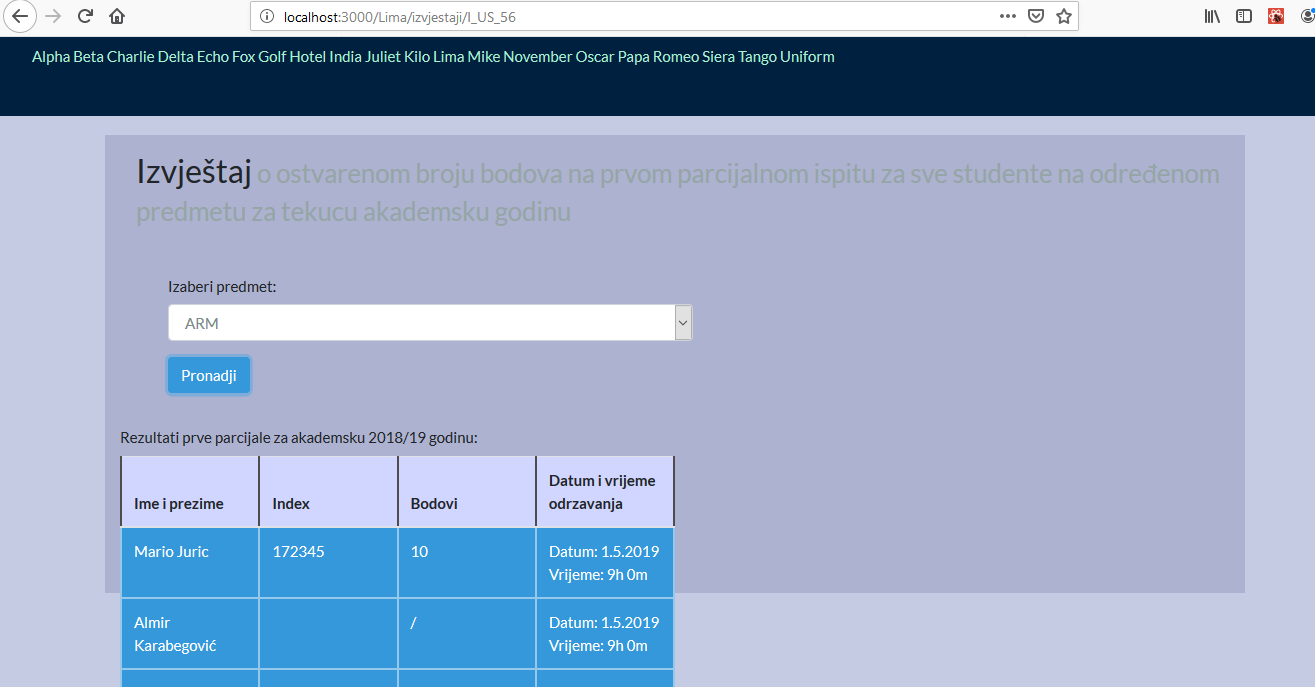 localhost:3000/Lima/izvjestaji/I_US_56
Alpha Beta Charlie Delta Echo Fox Golf Hotel India Juliet Kilo Lima Mike November Oscar Papa Romeo Siera Tango Uniform
Izvještaj o ostvarenom broju bodova na prvom parcijalnom ispitu za sve studente na određenom
predmetu za tekucu akademsku godinu
Izaberi predmet:
ARM
Pronadji
Rezultati prve parcijale za akademsku 2018/19 godinu:
Ime i prezime Index Bodovi Datum i vrijeme
odrzavanja
Mario Juric 172345 10 Datum: 1.5.2019
Vrijeme: 9h 0m
Almir / Datum: 1.5.2019
Karabegović Vrijeme: 9h 0m